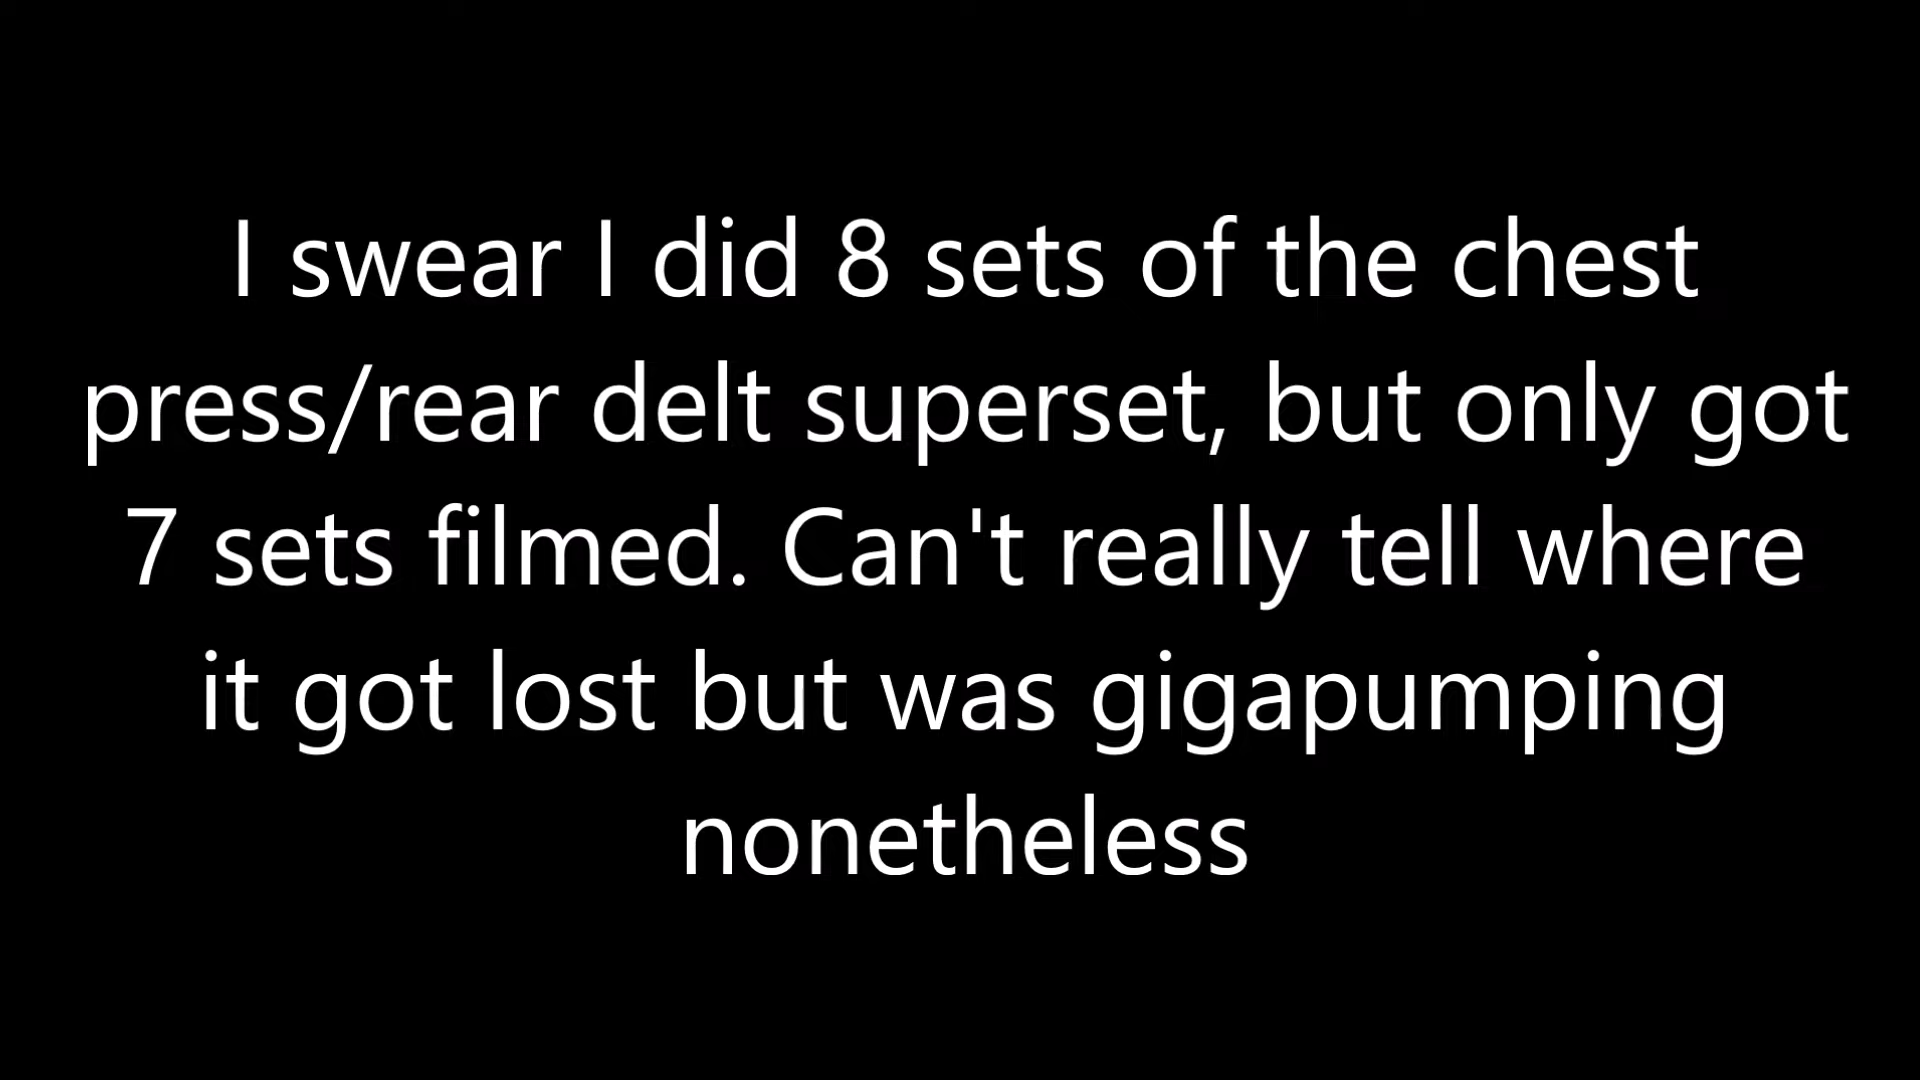 I swear I did 8 sets of the chest
press/rear delt superset, but only got
7 sets filmed. Can't really tell where
it got lost but was gigapumping
nonetheless